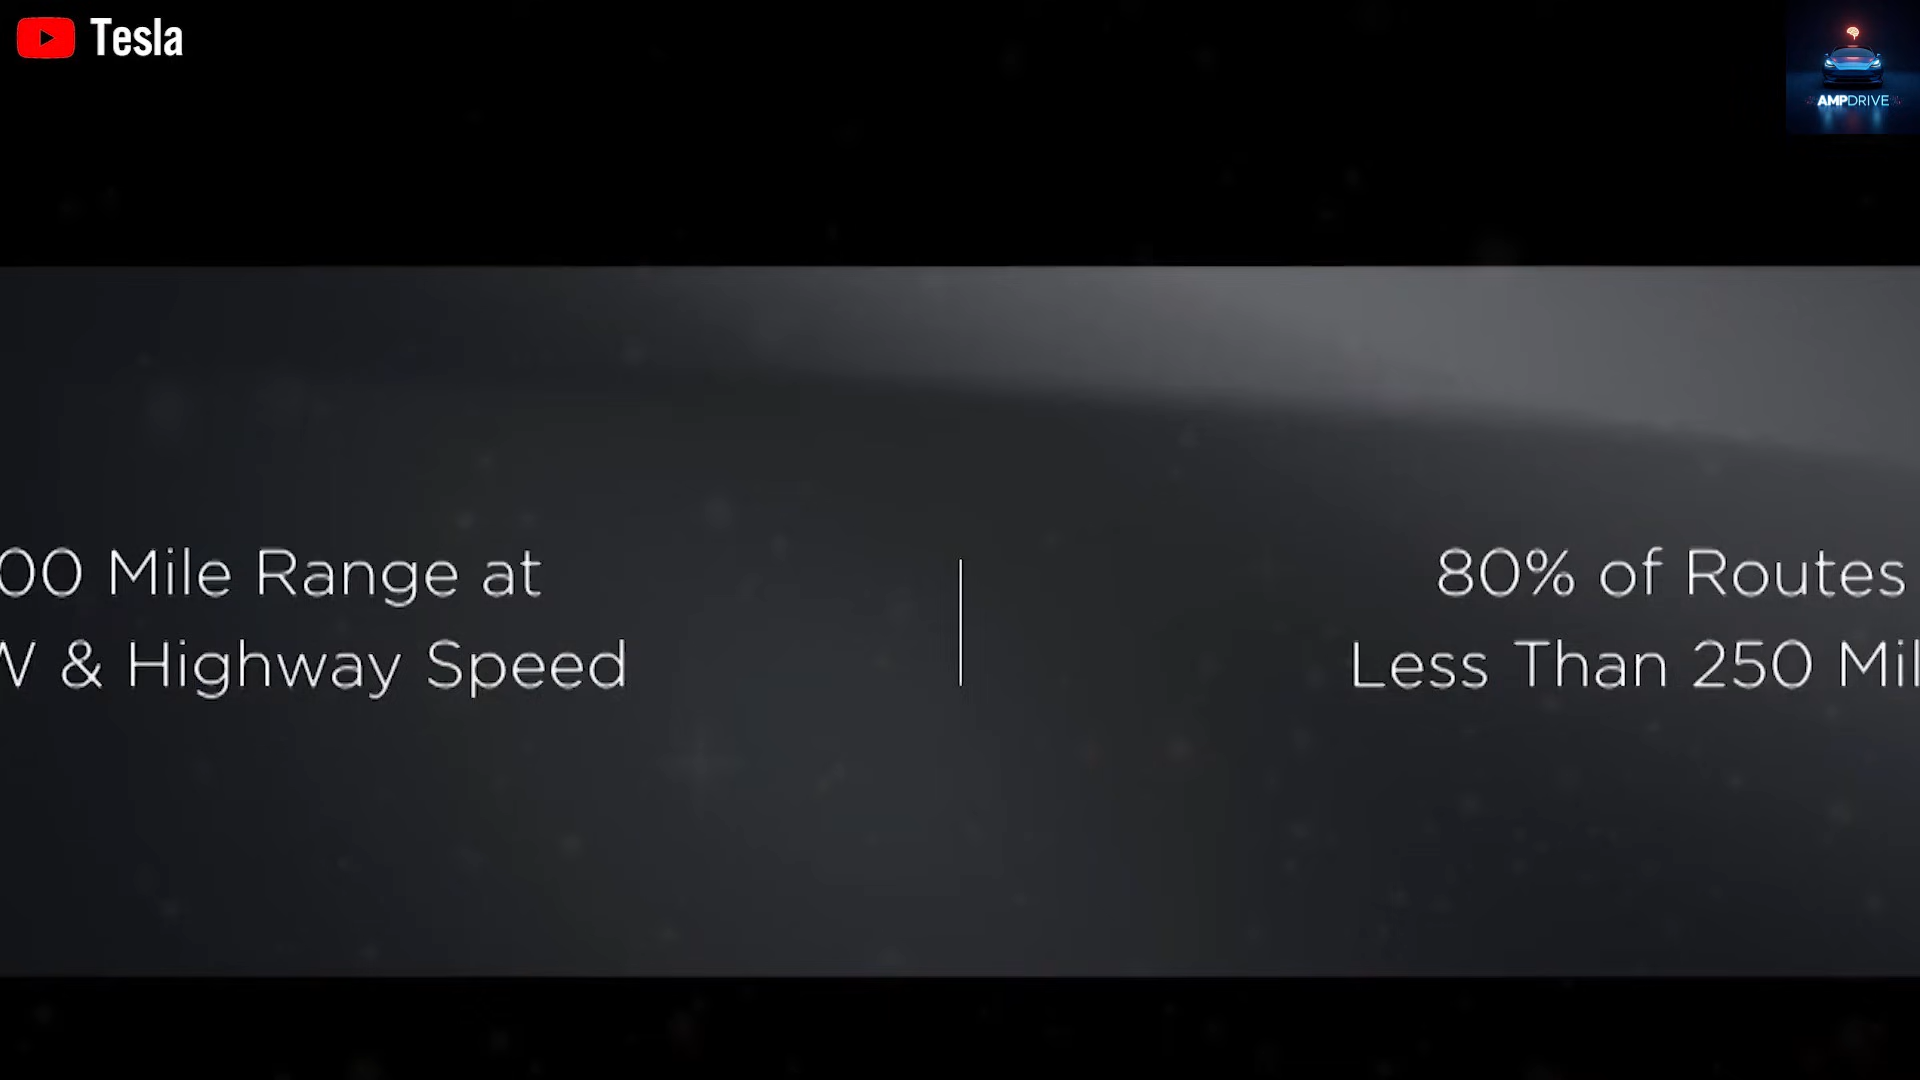 Tesla
AMPDRIVE
00 Mile Range at
W & Highway Speed
80% of Routes
Less Than 250 Mil